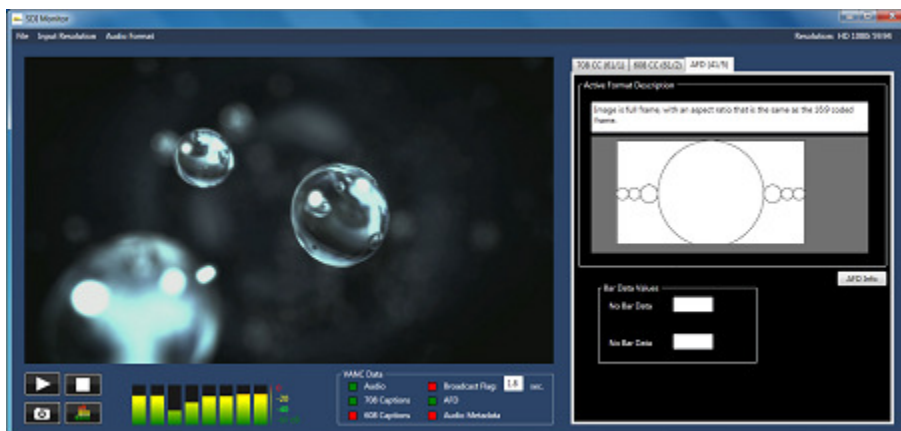 SDI Monitor
File Input Resolution Audio Format
Resolution: HD 1080i 59.94
708 CC (61/1) 608 CC (61/2) AFD (41/5)
Active Format Description
Image is full frame, with an aspect ratio that is the same as the 16:9 coded
frame.
AFD Info
Bar Data Values
No Bar Data
No Bar Data
VANC Data
Audio
Broadcast Flag 1.6 sec.
708 Captions
AFD
608 Captions
Audio Metadata
-20
-40